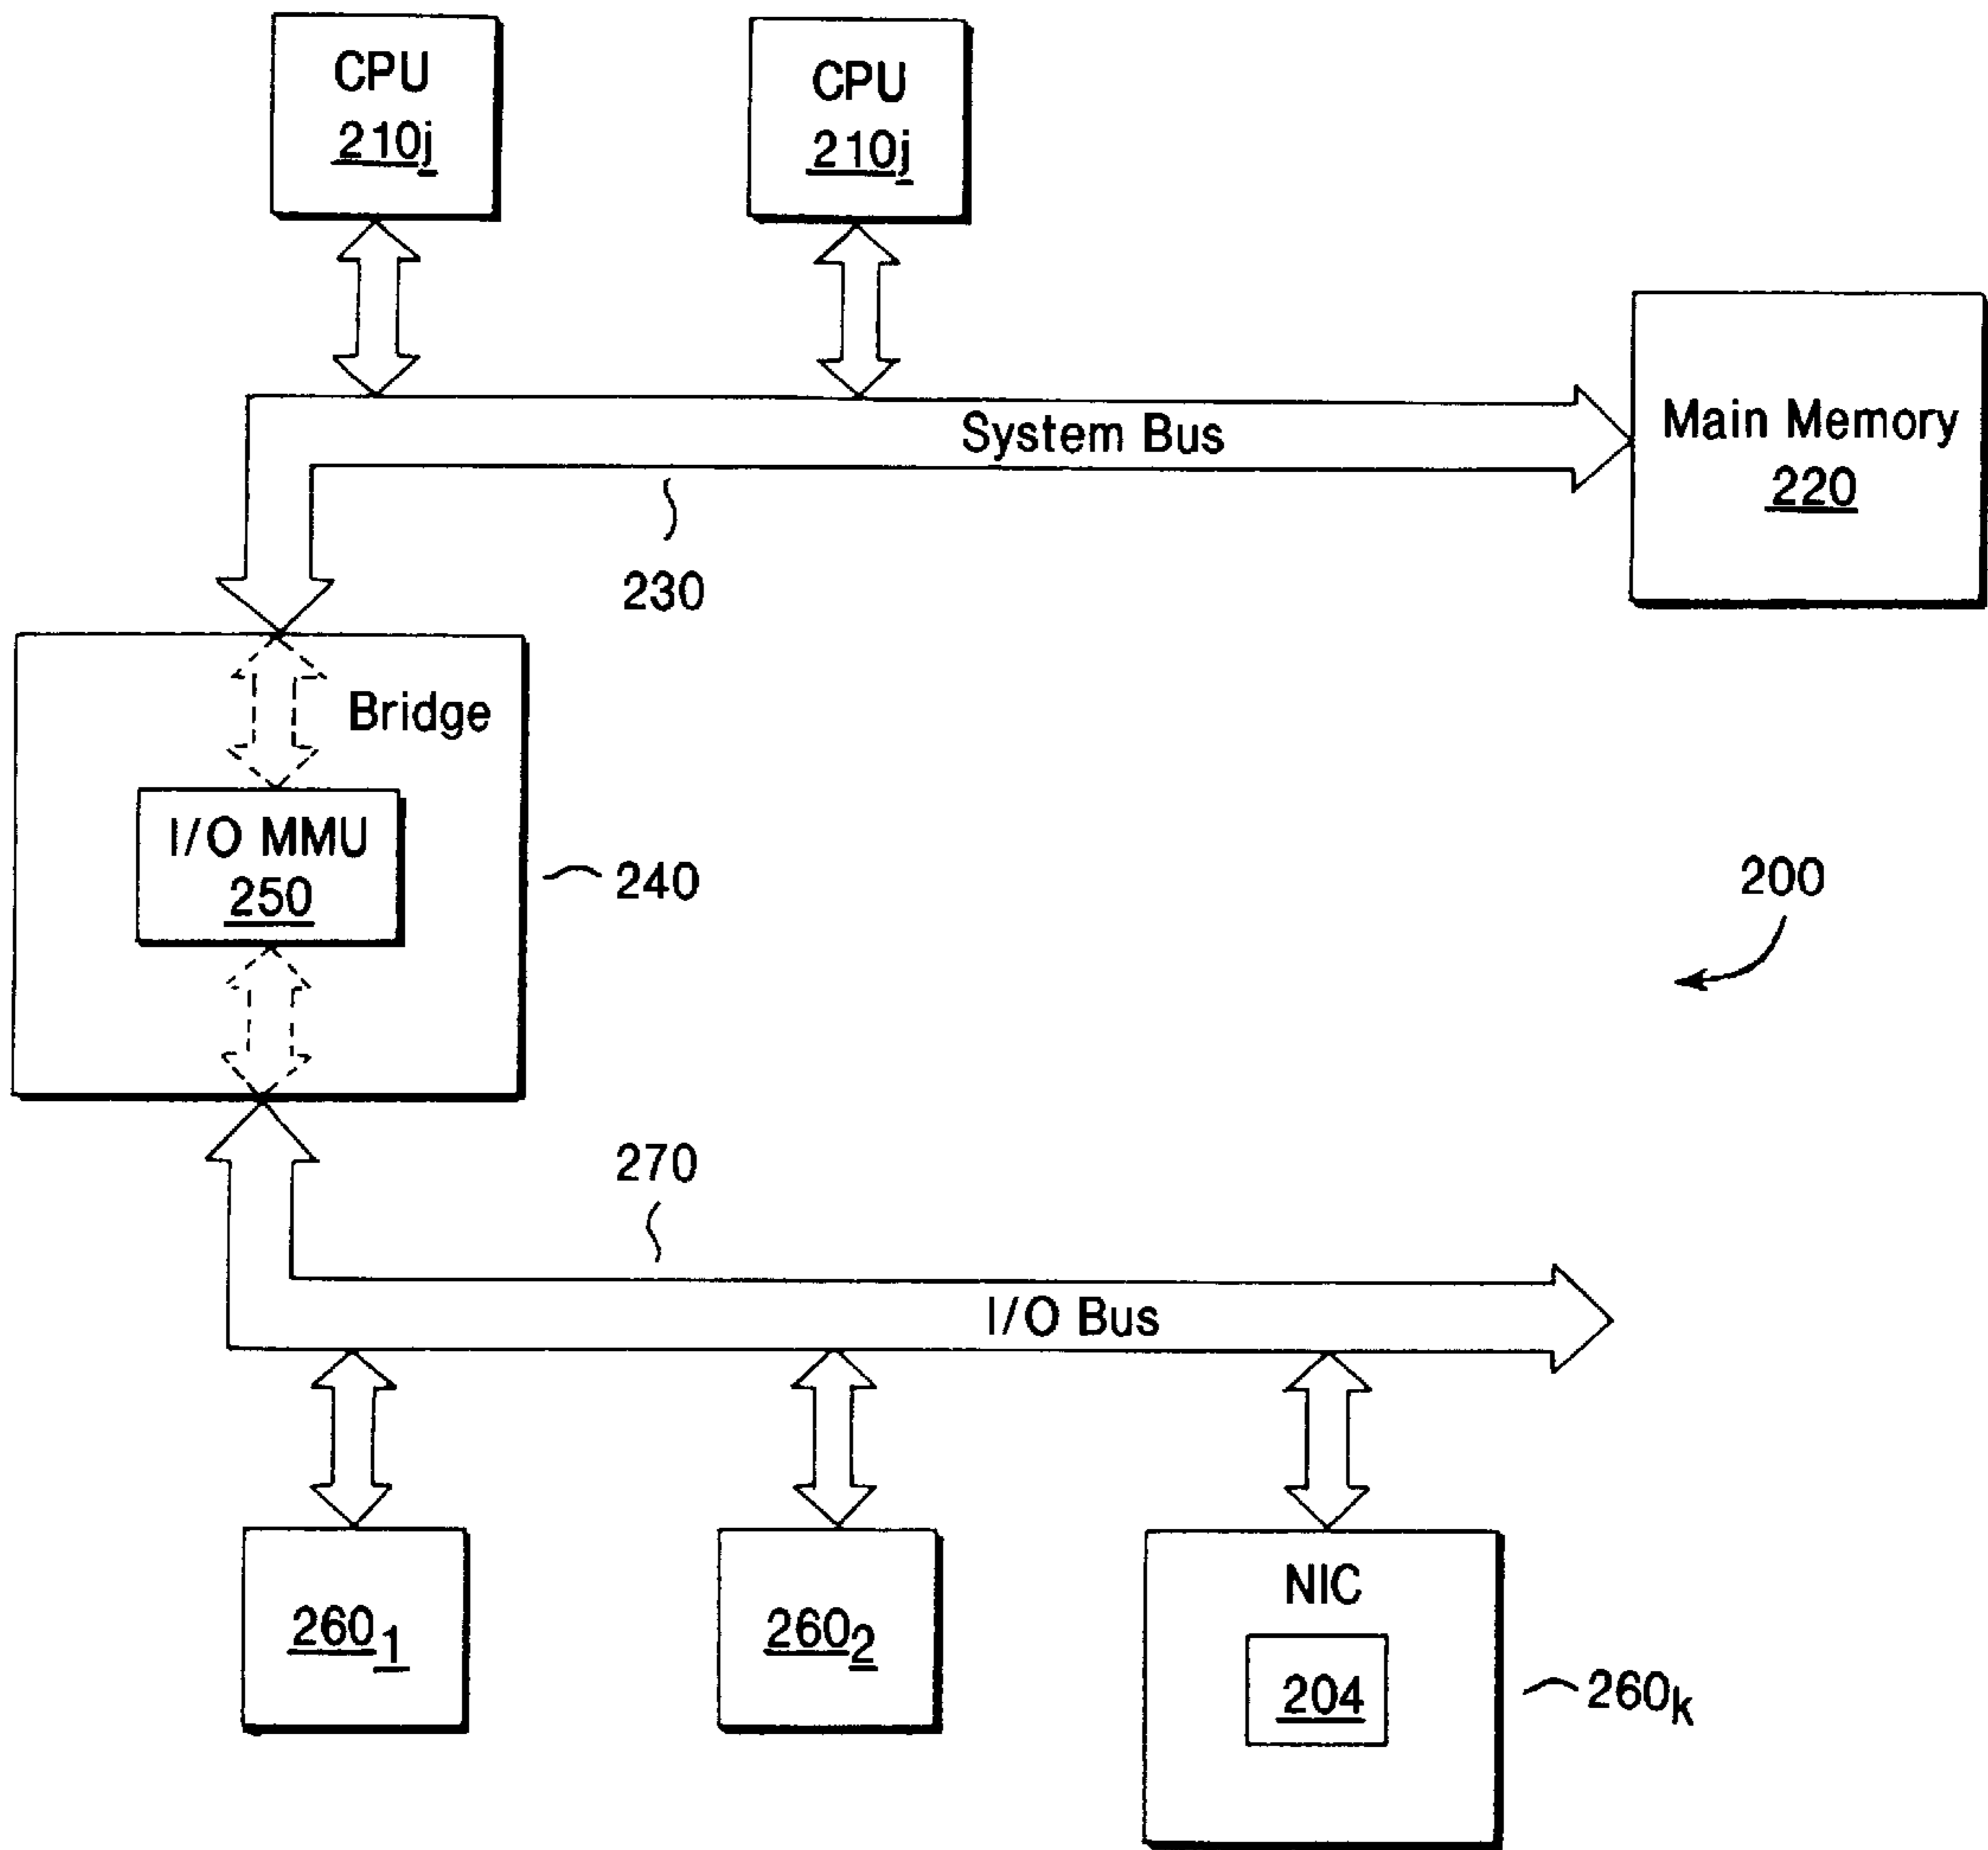 CPU
210j
CPU
210j
System Bus
Main Memory
220
230
Bridge
I/O MMU
250
240
200
270
I/O Bus
260₁
260₂
NIC
204
260ₖ